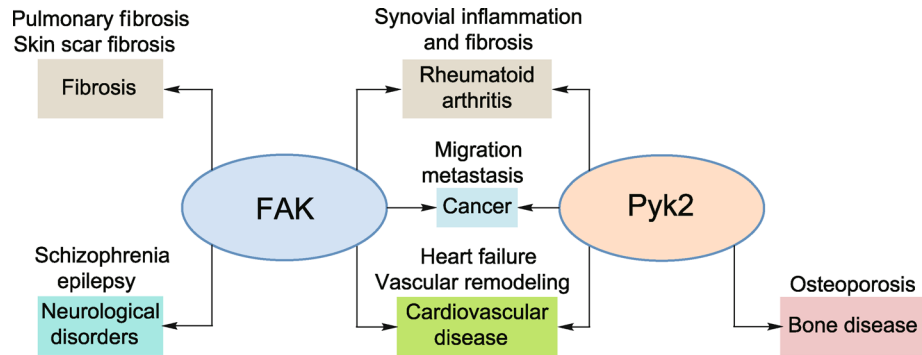 Pulmonary fibrosis
Skin scar fibrosis
Fibrosis
Synovial inflammation
and fibrosis
Rheumatoid
arthritis
Migration
metastasis
Cancer
FAK
Pyk2
Schizophrenia
epilepsy
Neurological
disorders
Heart failure
Vascular remodeling
Cardiovascular
disease
Osteoporosis
Bone disease